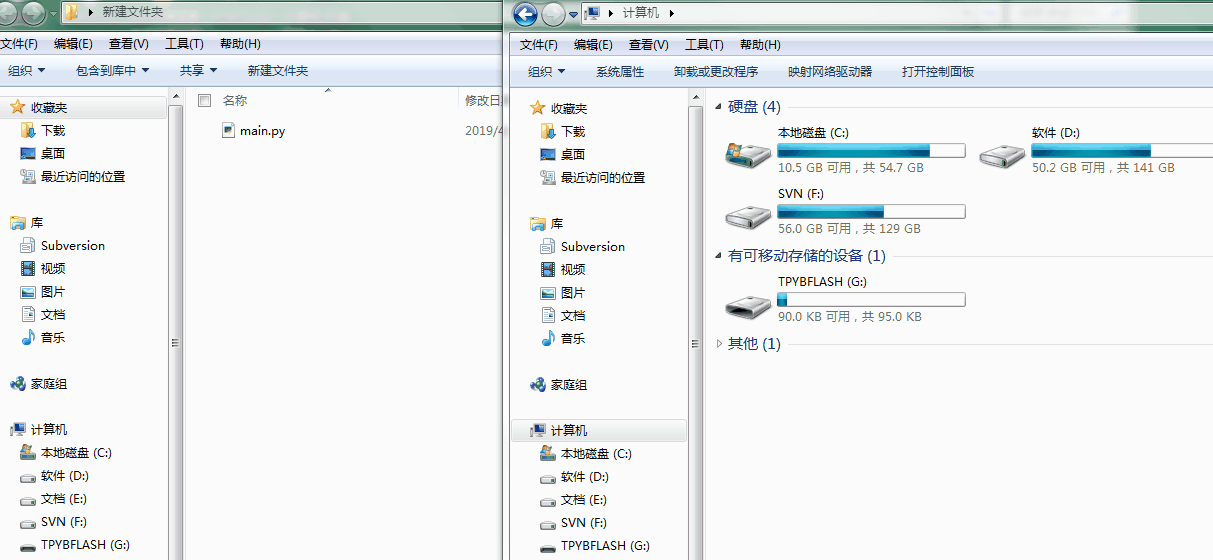 新建文件夹
文件(F) 编辑(E) 查看(V) 工具(T) 帮助(H)
组织 包含到库中 共享 新建文件夹
收藏夹
下载
桌面
最近访问的位置
库
Subversion
视频
图片
文档
音乐
家庭组
计算机
本地磁盘 (C:)
软件 (D:)
文档 (E:)
SVN (F:)
TPYBFLASH (G:)
名称 修改日
main.py 2019/4
计算机
文件(F) 编辑(E) 查看(V) 工具(T) 帮助(H)
组织 系统属性 卸载或更改程序 映射网络驱动器 打开控制面板
收藏夹
下载
桌面
最近访问的位置
库
Subversion
视频
图片
文档
音乐
家庭组
计算机
本地磁盘 (C:)
软件 (D:)
文档 (E:)
SVN (F:)
TPYBFLASH (G:)
硬盘 (4)
本地磁盘 (C:)
10.5 GB 可用，共 54.7 GB
软件 (D:)
50.2 GB 可用，共 141 GB
SVN (F:)
56.0 GB 可用，共 129 GB
有可移动存储的设备 (1)
TPYBFLASH (G:)
90.0 KB 可用，共 95.0 KB
其他 (1)